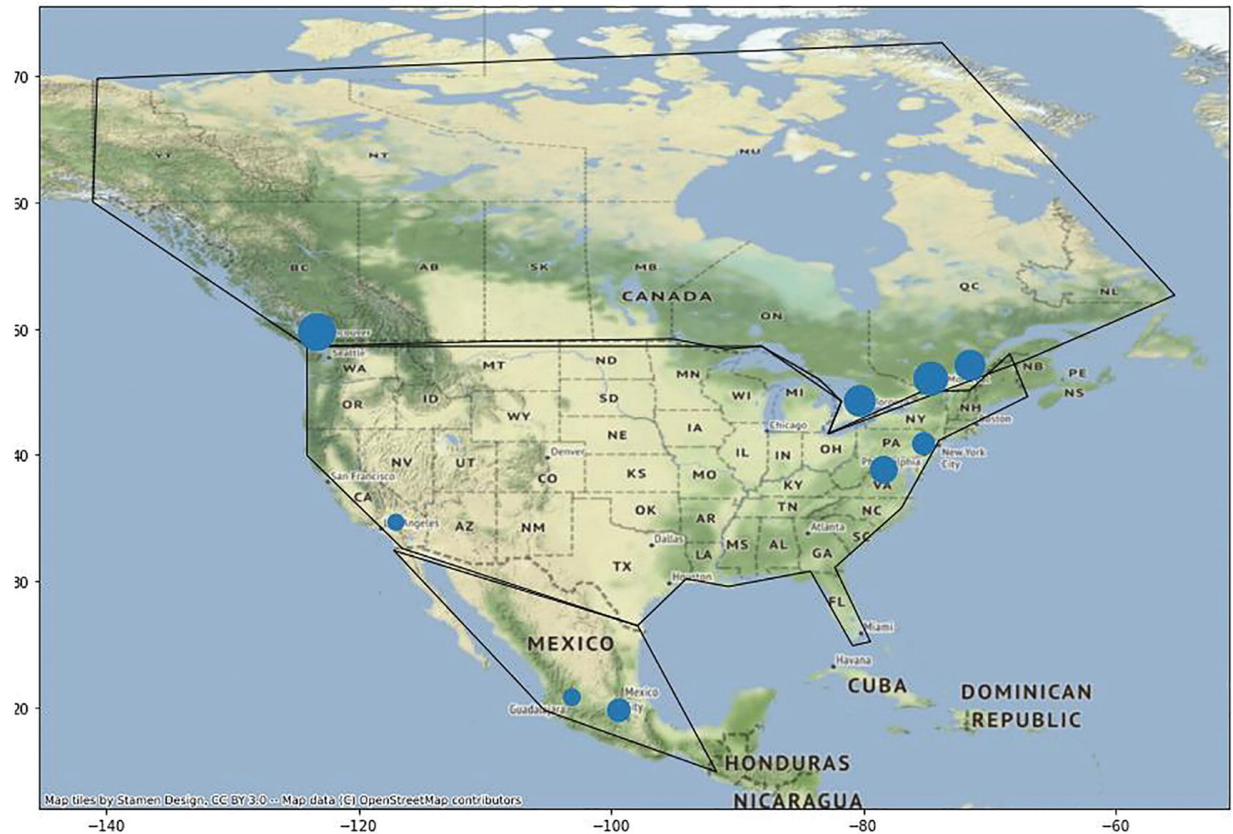 70
YT
NT
NU
60
BC
AB
SK
MB
QC
NL
CANADA
ON
50
Seattle
WA
MT
ND
MN
NB
PE
NS
OR
ID
SD
WI
MI
NH
Boston
WY
NY
Chicago
IA
NE
PA
40
NV
UT
Denver
IL
IN
OH
New York
City
San Francisco
CO
KS
MO
KY
VA
CA
TN
NC
AZ
NM
OK
AR
Atlanta
SC
Dallas
MS
AL
GA
LA
TX
Houston
30
FL
Miami
MEXICO
Havana
CUBA
DOMINICAN
REPUBLIC
Mexico
20
HONDURAS
NICARAGUA
Map tiles by Stamen Design, CC BY 3.0 -- Map data (C) OpenStreetMap contributors
−140
−120
−100
−80
−60